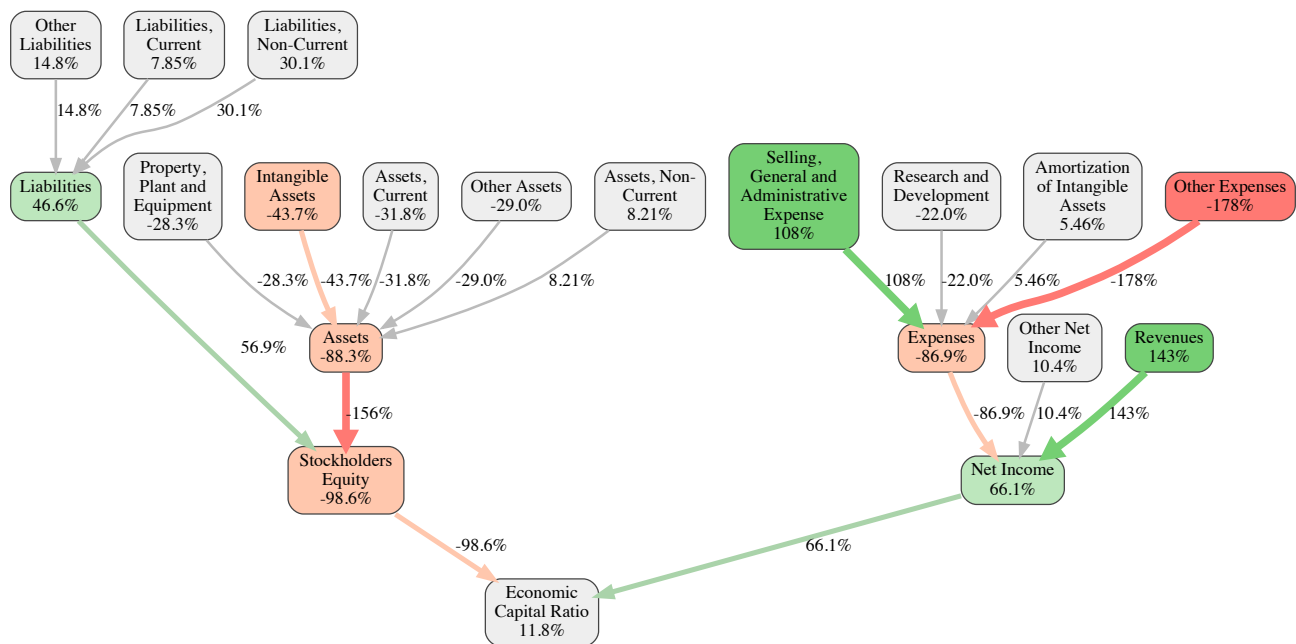 Other
Liabilities
14.8%
Liabilities,
Current
7.85%
Liabilities,
Non-Current
30.1%
14.8%
7.85%
30.1%
Liabilities
46.6%
Property,
Plant and
Equipment
-28.3%
Intangible
Assets
-43.7%
Assets,
Current
-31.8%
Other Assets
-29.0%
Assets, Non-
Current
8.21%
Selling,
General and
Administrative
Expense
108%
Research and
Development
-22.0%
Amortization
of Intangible
Assets
5.46%
Other Expenses
-178%
-28.3%
-43.7%
-31.8%
-29.0%
8.21%
108%
-22.0%
5.46%
-178%
56.9%
Assets
-88.3%
Expenses
-86.9%
Other Net
Income
10.4%
Revenues
143%
-156%
-86.9%
10.4%
143%
Stockholders
Equity
-98.6%
Net Income
66.1%
-98.6%
66.1%
Economic
Capital Ratio
11.8%